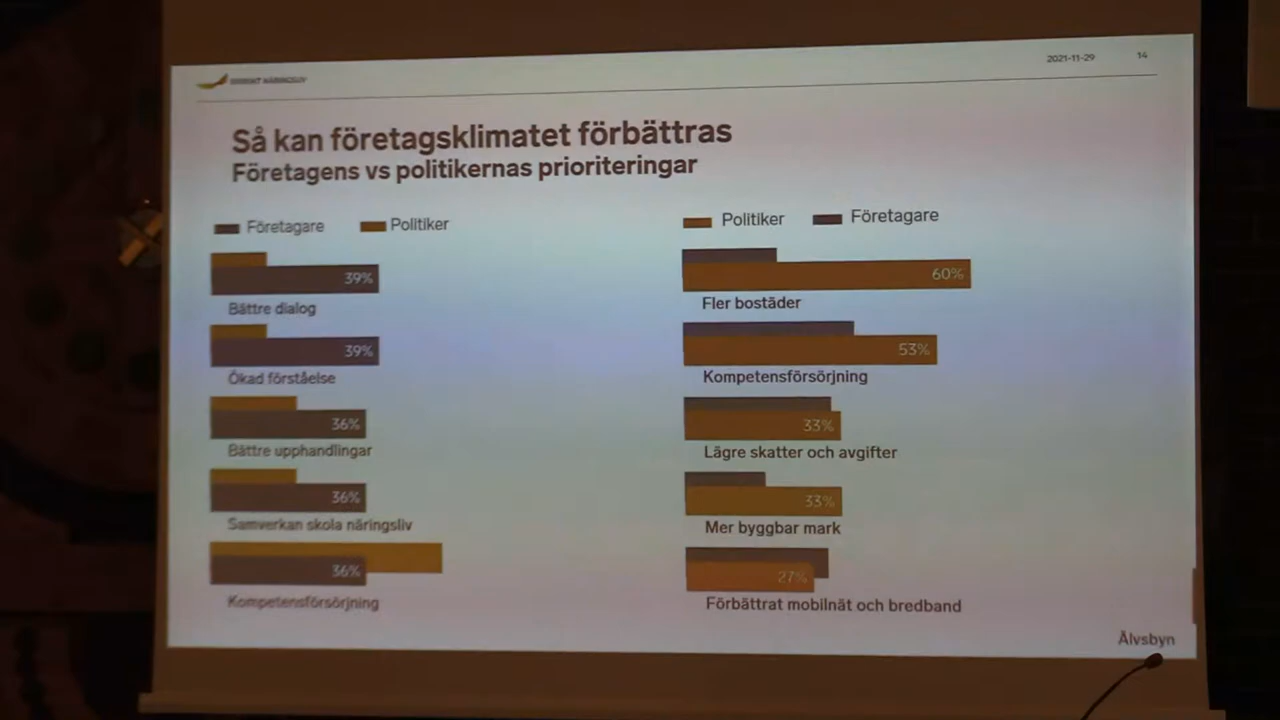 SVENSKT NÄRINGSLIV
2021-11-29
14
Så kan företagsklimatet förbättras
Företagens vs politikernas prioriteringar
Företagare
Politiker
39%
Bättre dialog
39%
Ökad förståelse
36%
Bättre upphandlingar
36%
Samverkan skola näringsliv
36%
Kompetensförsörjning
Politiker
Företagare
60%
Fler bostäder
53%
Kompetensförsörjning
33%
Lägre skatter och avgifter
33%
Mer byggbar mark
27%
Förbättrat mobilnät och bredband
Älvsbyn